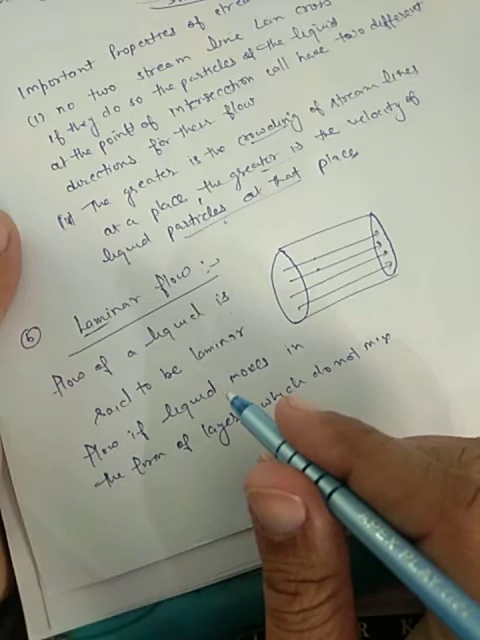 Important Properties of
(i) no two stream line can cross
if they do so the particles of the liquid
at the point of intersection will have two different
directions for their flow
(ii) The greater is the crowding of stream lines
at a place the greater is the velocity of
liquid particles at that place
(6) Laminar flow :-
flow of a liquid is
said to be laminar
flow if liquid moves in
the form of layer which do not mix